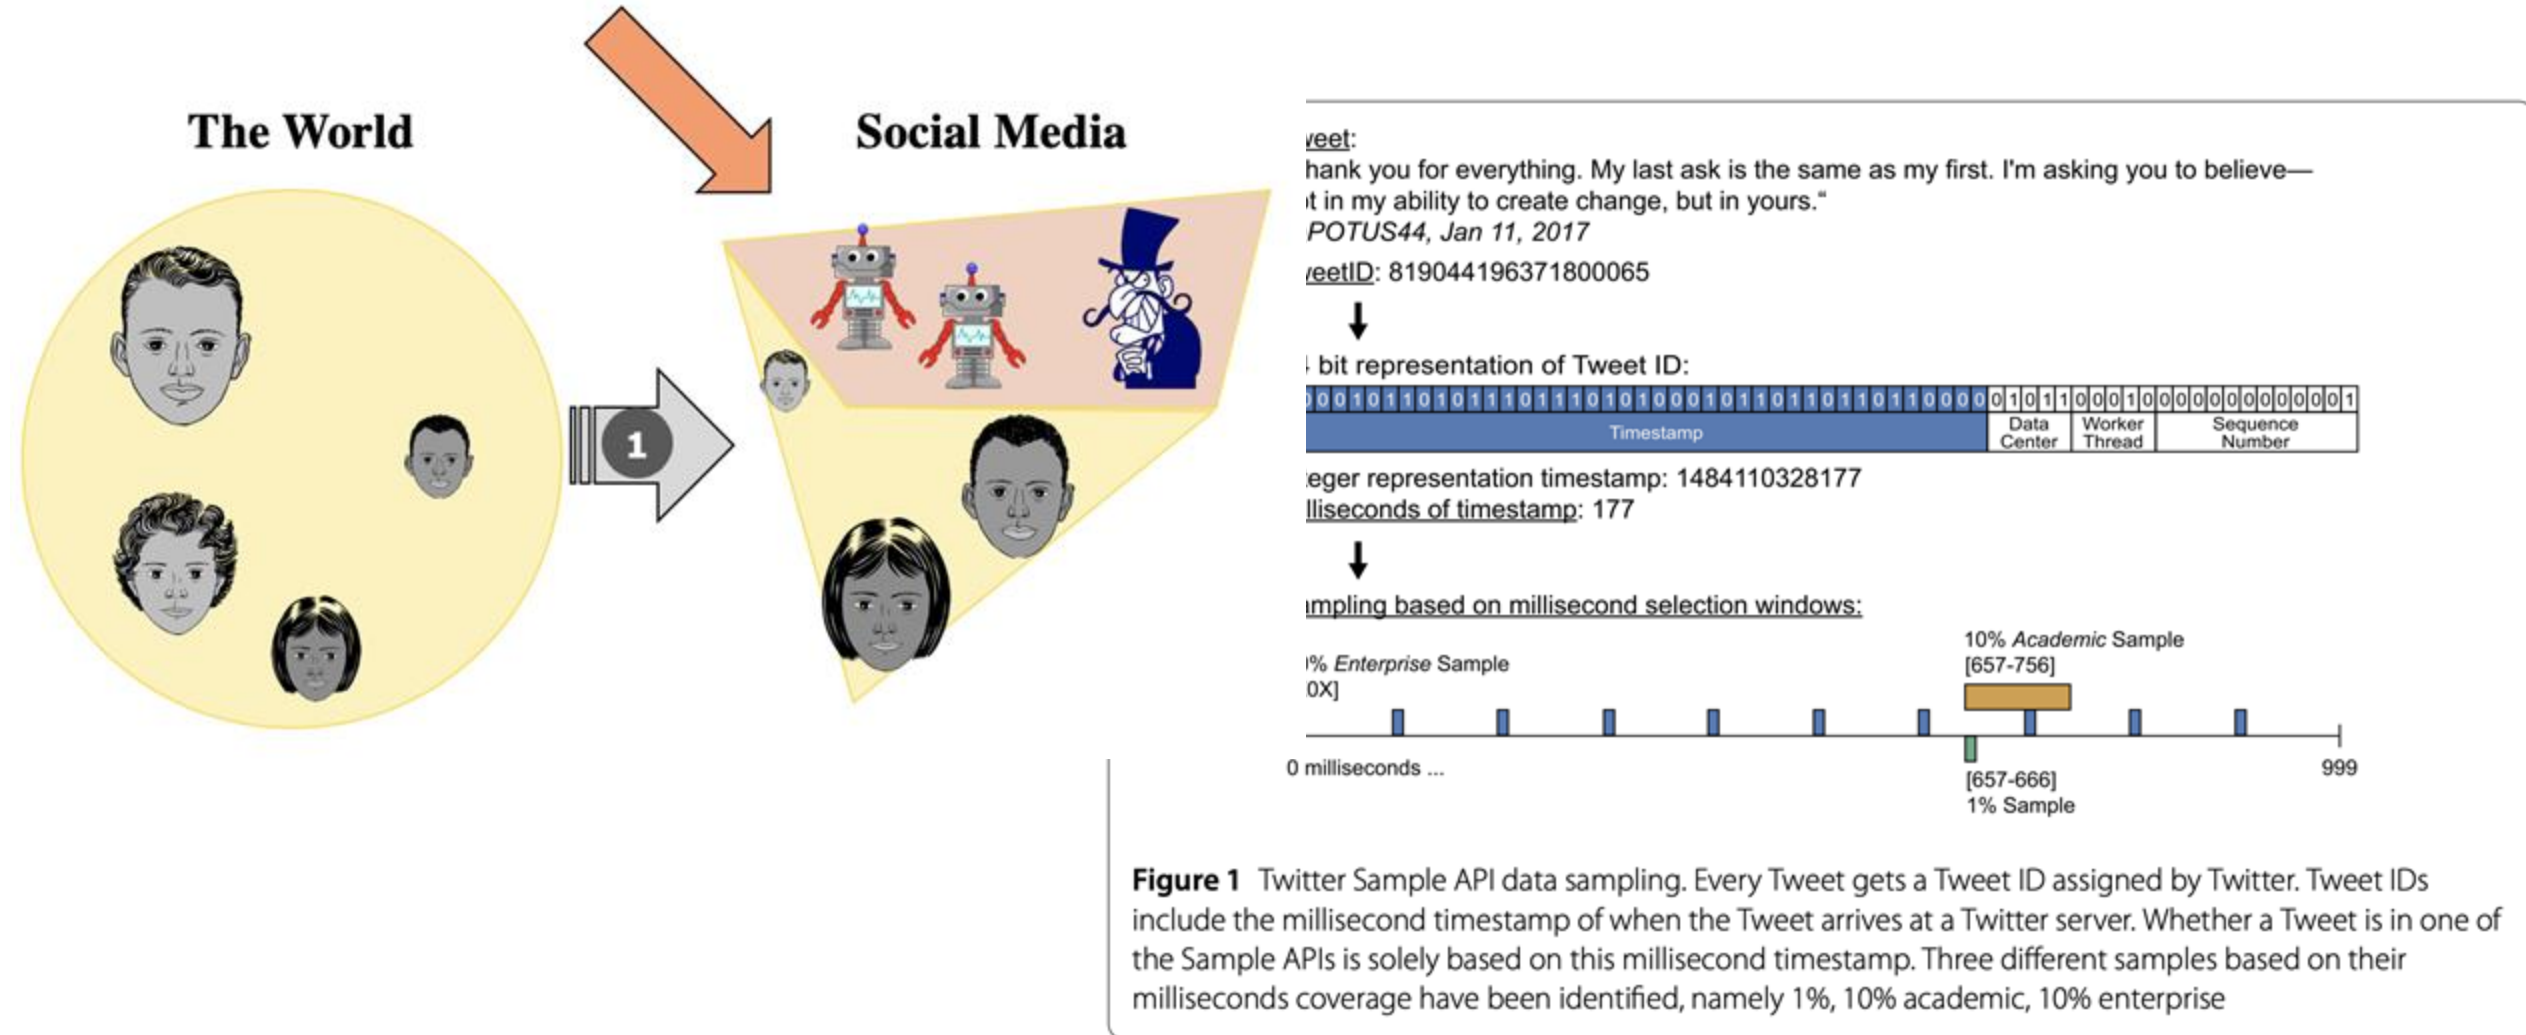 The World
Social Media
1
hank you for everything. My last ask is the same as my first. I'm asking you to believe—
in my ability to create change, but in yours.“
POTUS44, Jan 11, 2017
: 819044196371800065
bit representation of Tweet ID:
00010110101110111010100010110110110110000 0101100010000000000001
Timestamp
Data Center
Worker Thread
Sequence Number
representation timestamp: 1484110328177
of timestamp: 177
based on millisecond selection windows:
10% Academic Sample
[657-756]
% Enterprise Sample
0X]
0 milliseconds ...
999
[657-666]
1% Sample
Figure 1 Twitter Sample API data sampling. Every Tweet gets a Tweet ID assigned by Twitter. Tweet IDs
include the millisecond timestamp of when the Tweet arrives at a Twitter server. Whether a Tweet is in one of
the Sample APIs is solely based on this millisecond timestamp. Three different samples based on their
milliseconds coverage have been identified, namely 1%, 10% academic, 10% enterprise